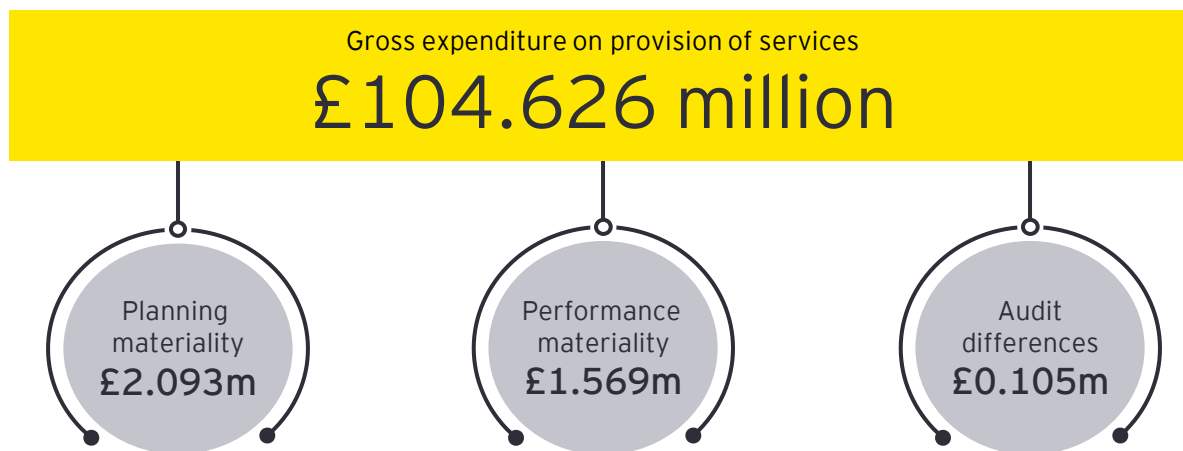 Gross expenditure on provision of services
£104.626 million
Planning
materiality
£2.093m
Performance
materiality
£1.569m
Audit
differences
£0.105m